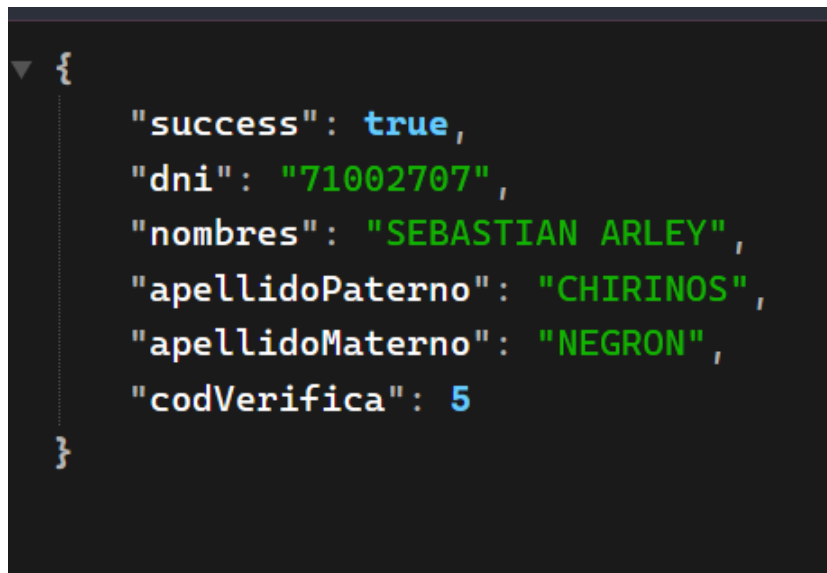 {
"success": true,
"dni": "71002707",
"nombres": "SEBASTIAN ARLEY",
"apellidoPaterno": "CHIRINOS",
"apellidoMaterno": "NEGRON",
"codVerifica": 5
}